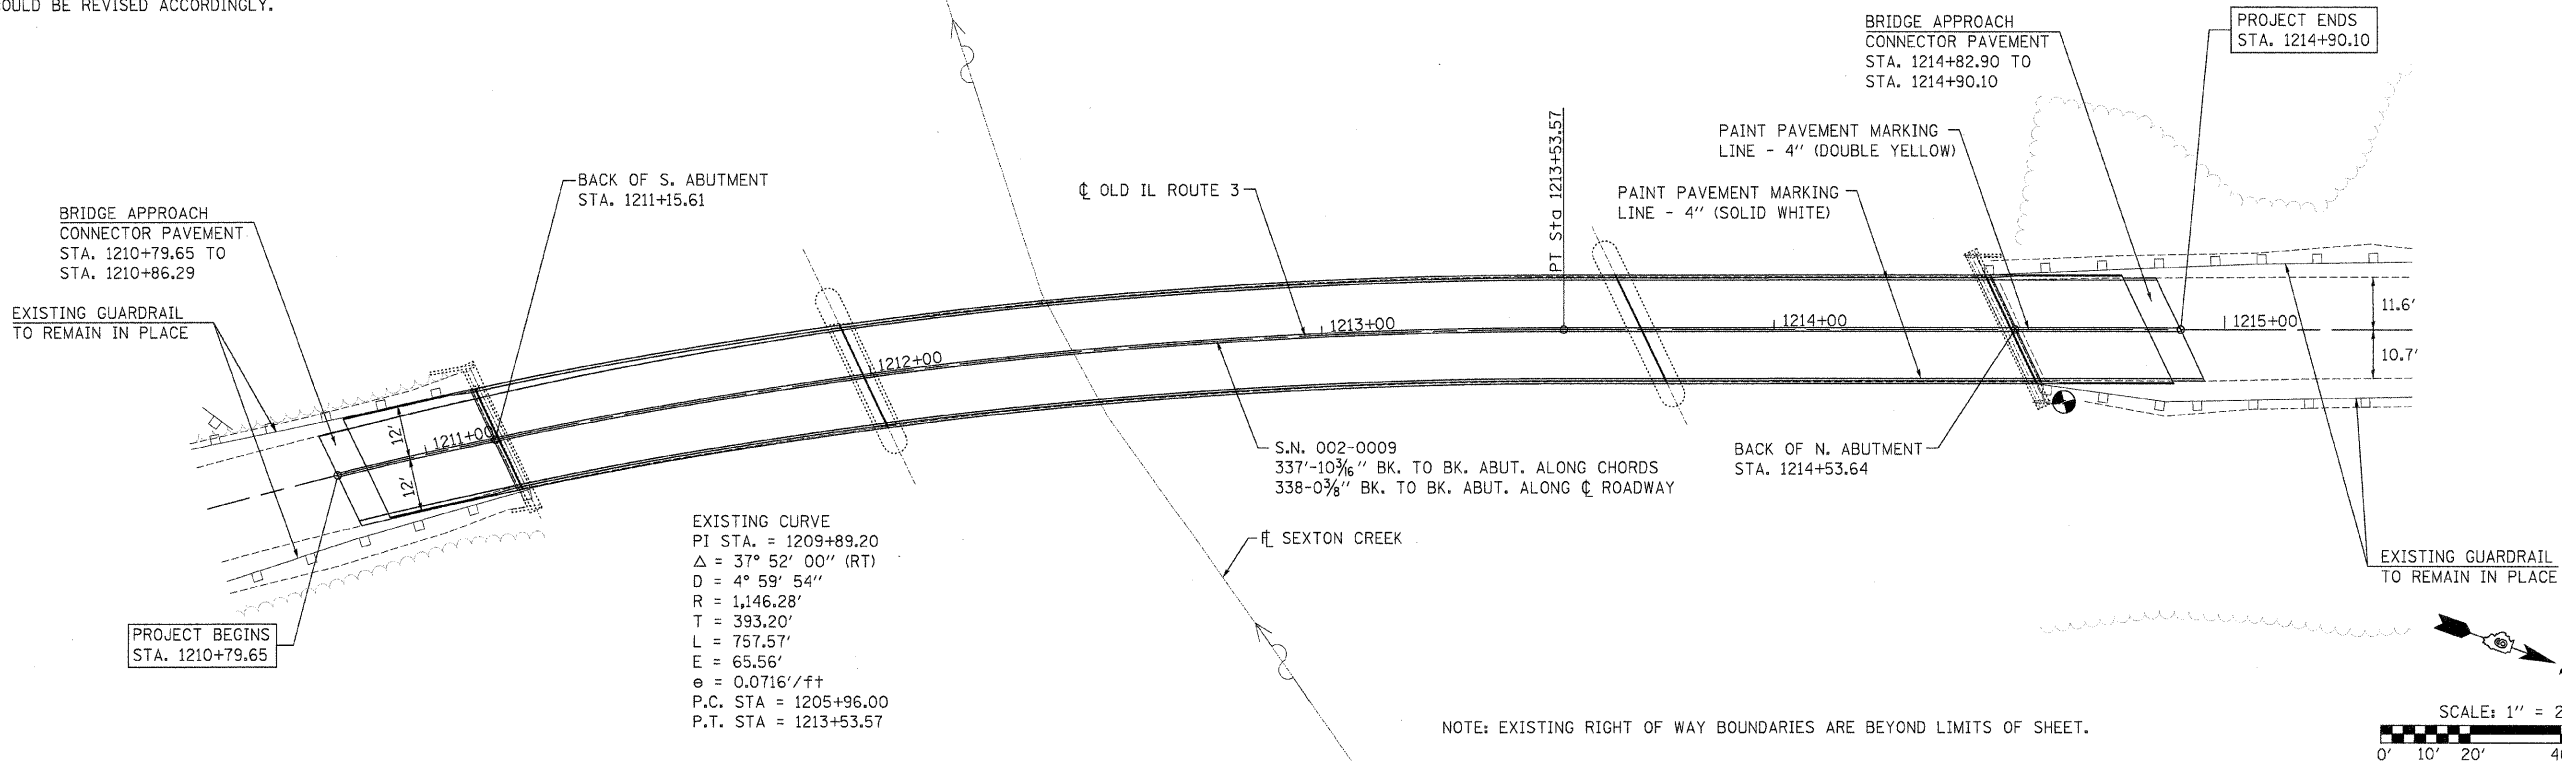 OULD BE REVISED ACCORDINGLY.
BRIDGE APPROACH
CONNECTOR PAVEMENT
STA. 1210+79.65 TO
STA. 1210+86.29
EXISTING GUARDRAIL
TO REMAIN IN PLACE
PROJECT BEGINS
STA. 1210+79.65
12'
12'
1211+00
BACK OF S. ABUTMENT
STA. 1211+15.61
1212+00
EXISTING CURVE
PI STA. = 1209+89.20
Δ = 37° 52' 00" (RT)
D = 4° 59' 54"
R = 1,146.28'
T = 393.20'
L = 757.57'
E = 65.56'
e = 0.0716'/ft
P.C. STA = 1205+96.00
P.T. STA = 1213+53.57
℄ OLD IL ROUTE 3
1213+00
S.N. 002-0009
337'-10 3/16" BK. TO BK. ABUT. ALONG CHORDS
338-0 3/8" BK. TO BK. ABUT. ALONG ℄ ROADWAY
SEXTON CREEK
PT Sta 1213+53.57
PAINT PAVEMENT MARKING
LINE - 4" (DOUBLE YELLOW)
PAINT PAVEMENT MARKING
LINE - 4" (SOLID WHITE)
1214+00
BACK OF N. ABUTMENT
STA. 1214+53.64
BRIDGE APPROACH
CONNECTOR PAVEMENT
STA. 1214+82.90 TO
STA. 1214+90.10
PROJECT ENDS
STA. 1214+90.10
1215+00
11.6'
10.7'
EXISTING GUARDRAIL
TO REMAIN IN PLACE
NOTE: EXISTING RIGHT OF WAY BOUNDARIES ARE BEYOND LIMITS OF SHEET.
SCALE: 1" = 2
0' 10' 20' 4